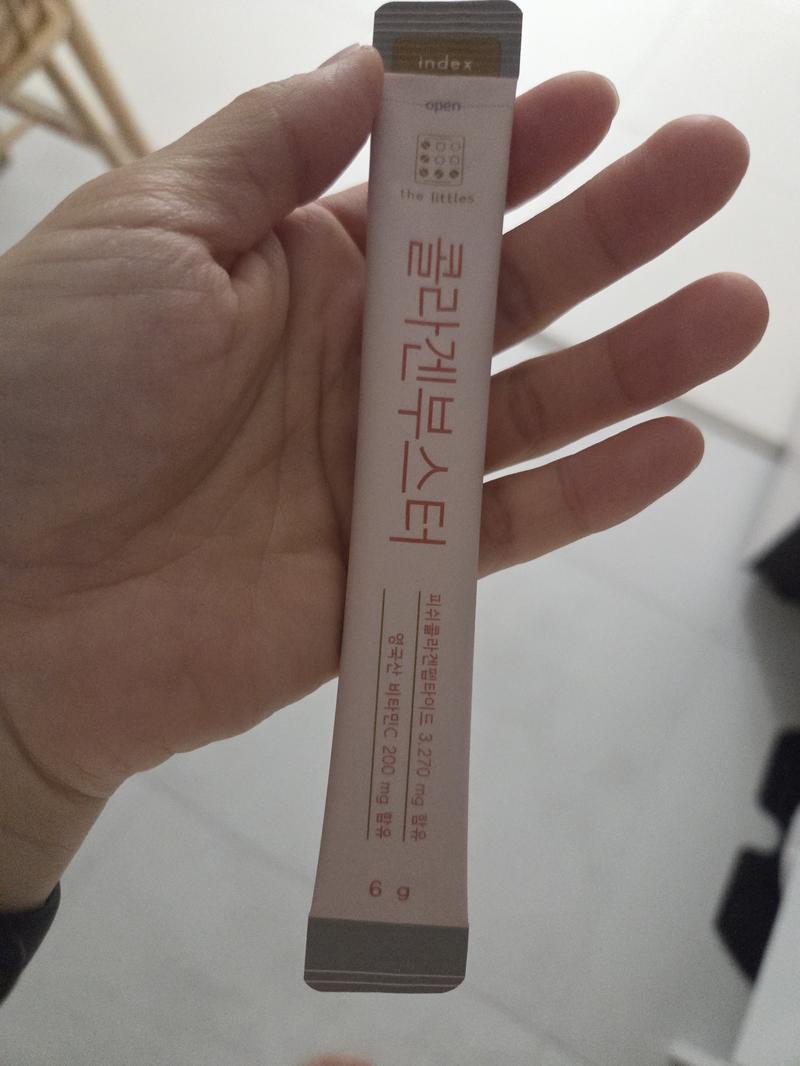 index
open
the littles
콜라겐부스터
피쉬콜라겐펩타이드 3,270 mg 함유
영국산 비타민C 200 mg 함유
6 g